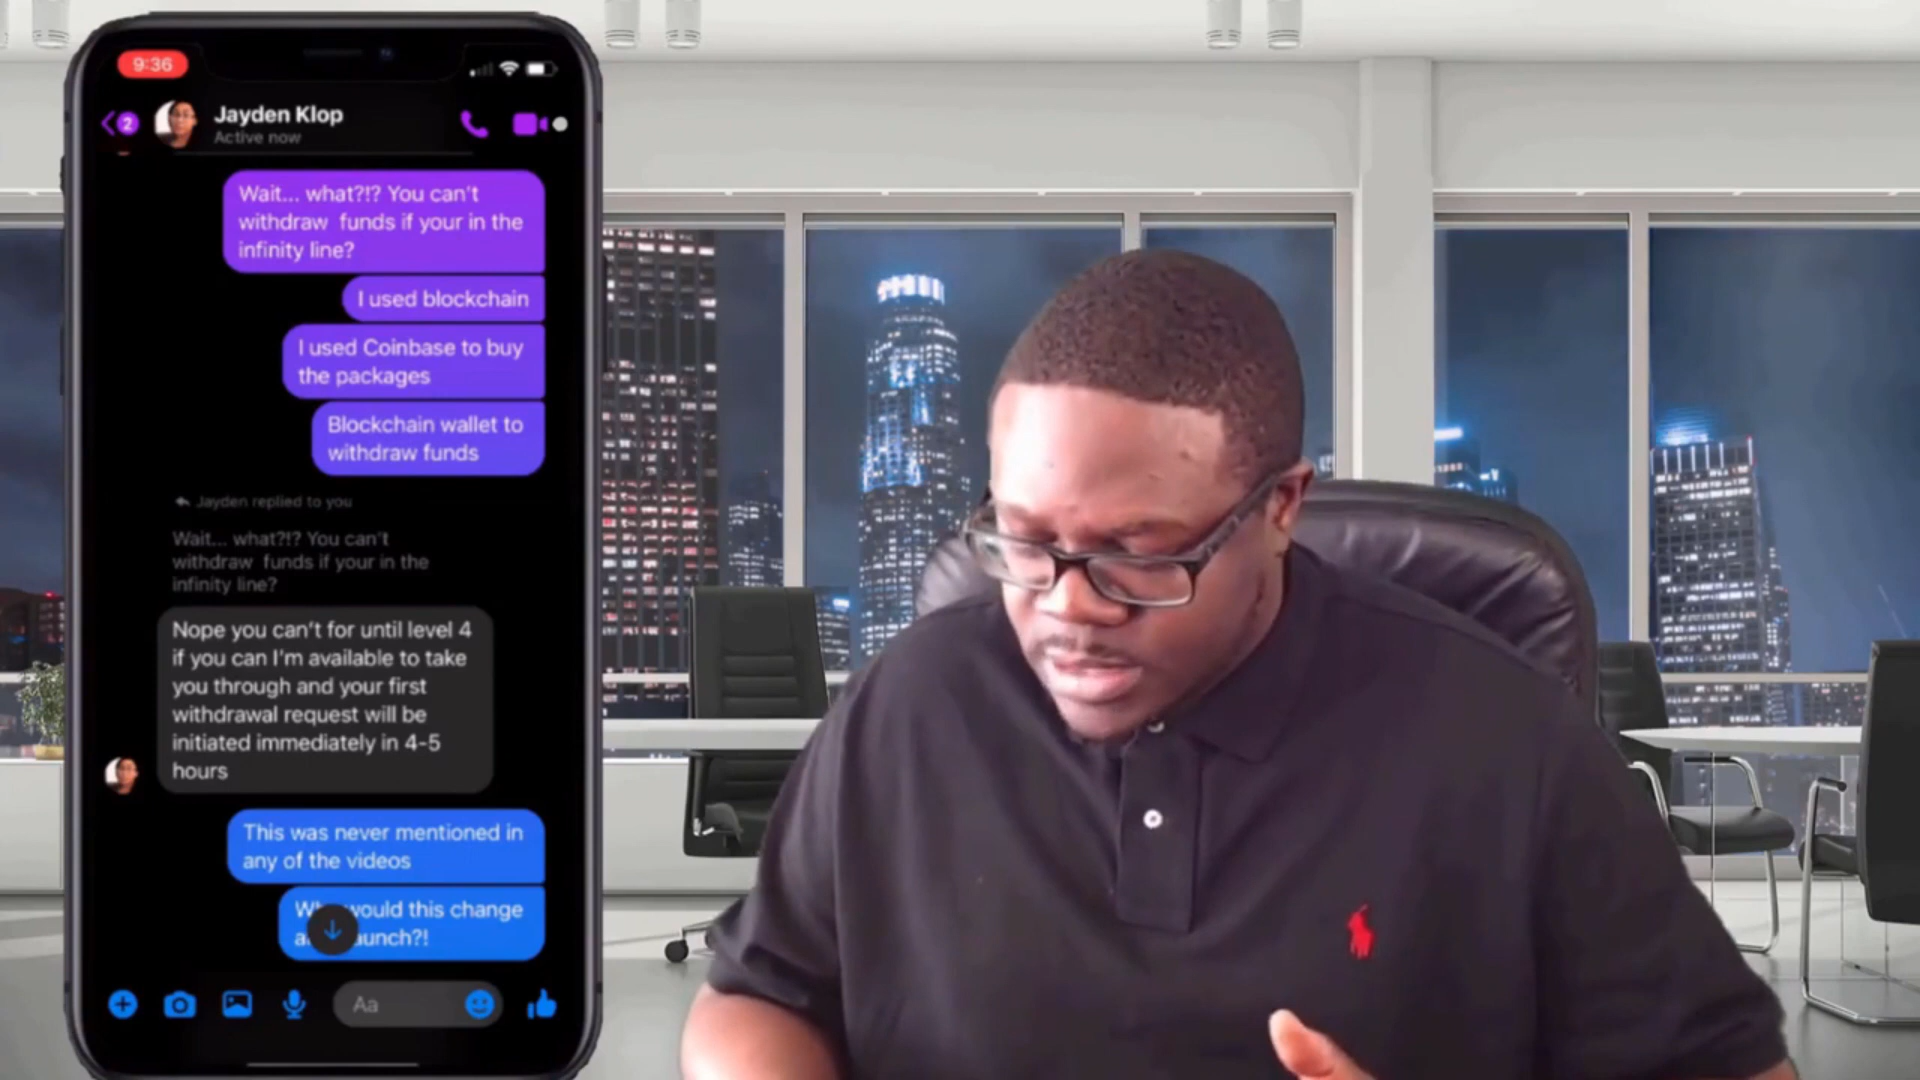 9:36
2
Jayden Klop
Active now
Wait... what?!? You can't
withdraw funds if your in the
infinity line?
I used blockchain
I used Coinbase to buy
the packages
Blockchain wallet to
withdraw funds
Jayden replied to you
Wait... what?!? You can't
withdraw funds if your in the
infinity line?
Nope you can't for until level 4
if you can I'm available to take
you through and your first
withdrawal request will be
initiated immediately in 4-5
hours
This was never mentioned in
any of the videos
would this change
Aa